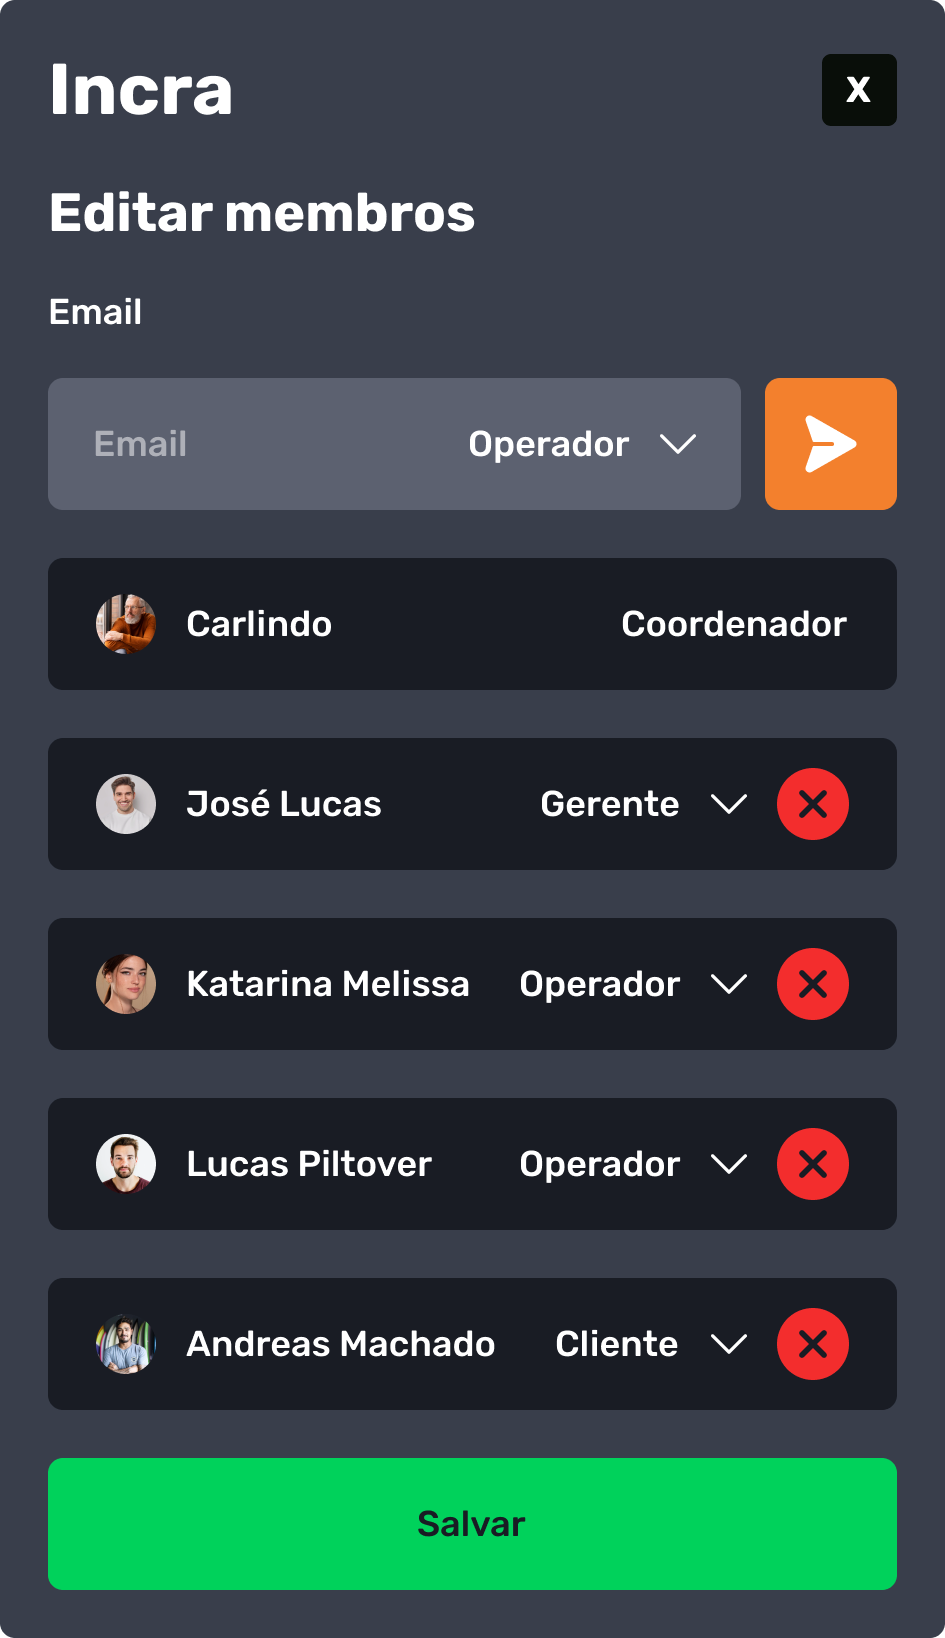 Incra
X
Editar membros
Email
Email Operador
Carlindo Coordenador
José Lucas Gerente
Katarina Melissa Operador
Lucas Piltover Operador
Andreas Machado Cliente
Salvar